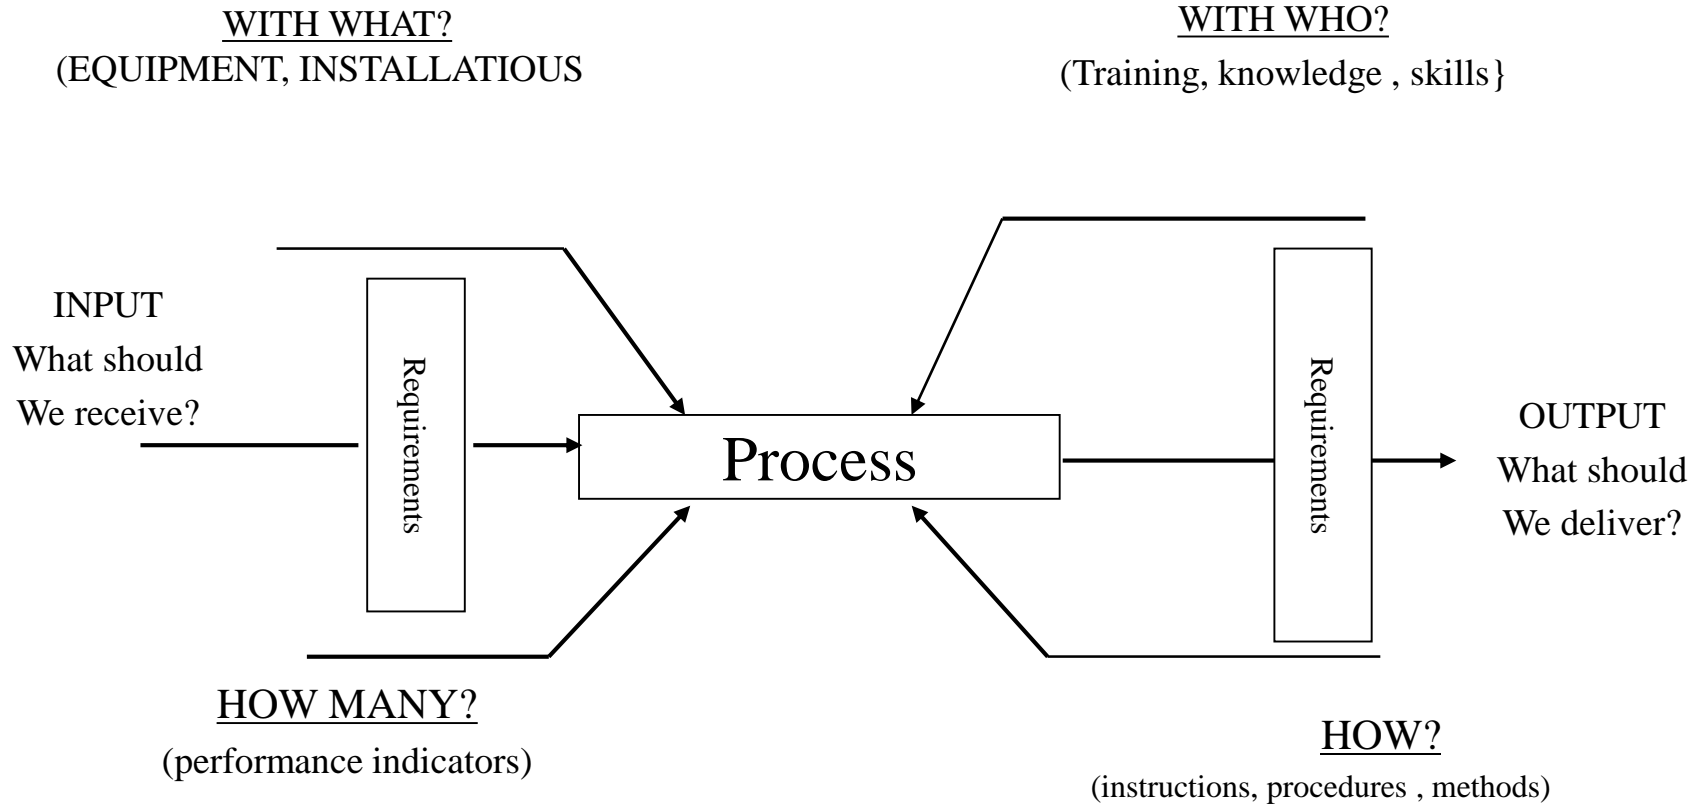 WITH WHAT?
(EQUIPMENT, INSTALLATIOUS
WITH WHO?
(Training, knowledge , skills}
INPUT
What should
We receive?
Requirements
Process
Requirements
OUTPUT
What should
We deliver?
HOW MANY?
(performance indicators)
HOW?
(instructions, procedures , methods)